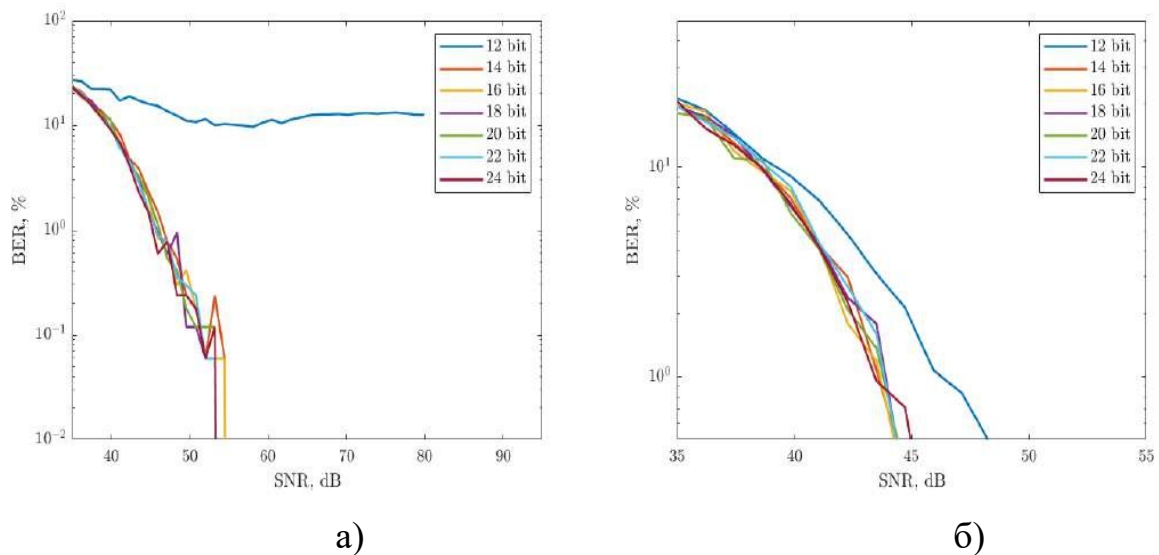 10^2
10^1
10^0
10^-1
10^-2
BER, %
40 50 60 70 80 90
SNR, dB
12 bit
14 bit
16 bit
18 bit
20 bit
22 bit
24 bit
а)
10^1
10^0
BER, %
35 40 45 50 55
SNR, dB
12 bit
14 bit
16 bit
18 bit
20 bit
22 bit
24 bit
б)